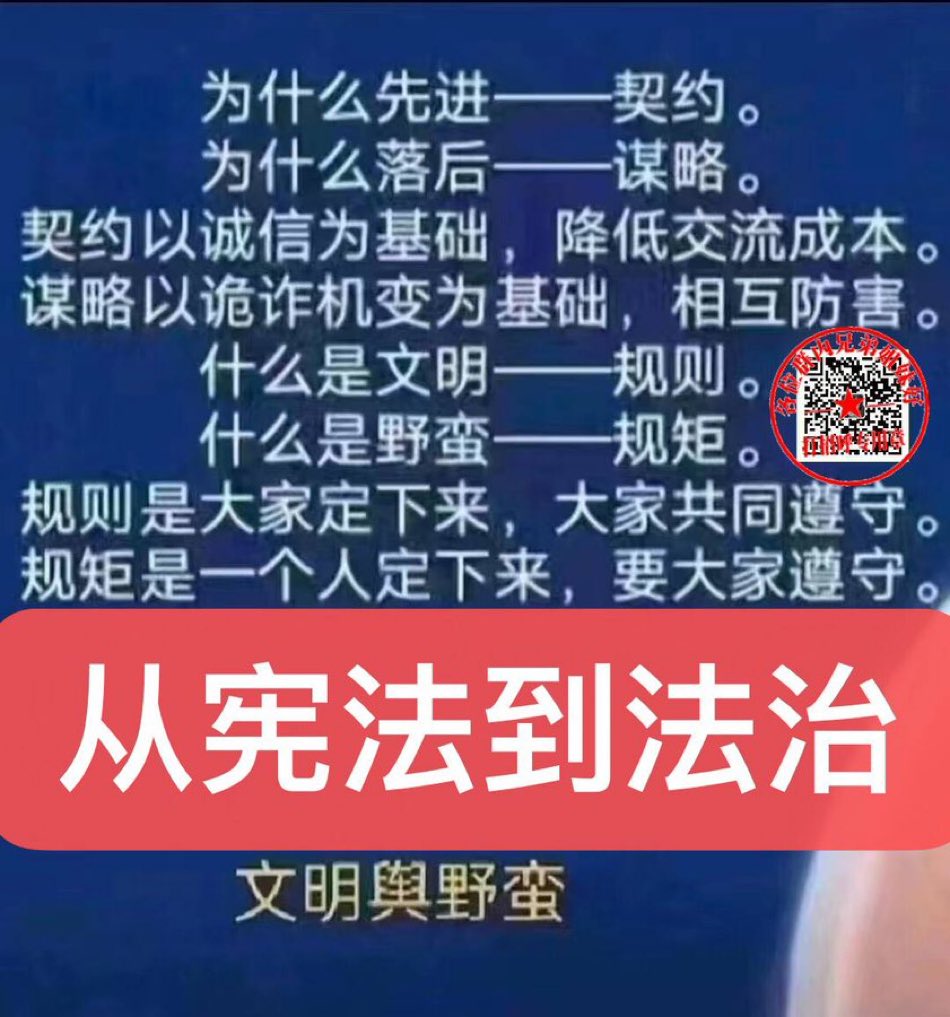 为什么先进——契约。
为什么落后——谋略。
契约以诚信为基础，降低交流成本。
谋略以诡诈机变为基础，相互防害。
什么是文明——规则。
什么是野蛮——规矩。
规则是大家定下来，大家共同遵守。
规矩是一个人定下来，要大家遵守。
从宪法到法治
文明舆野蛮